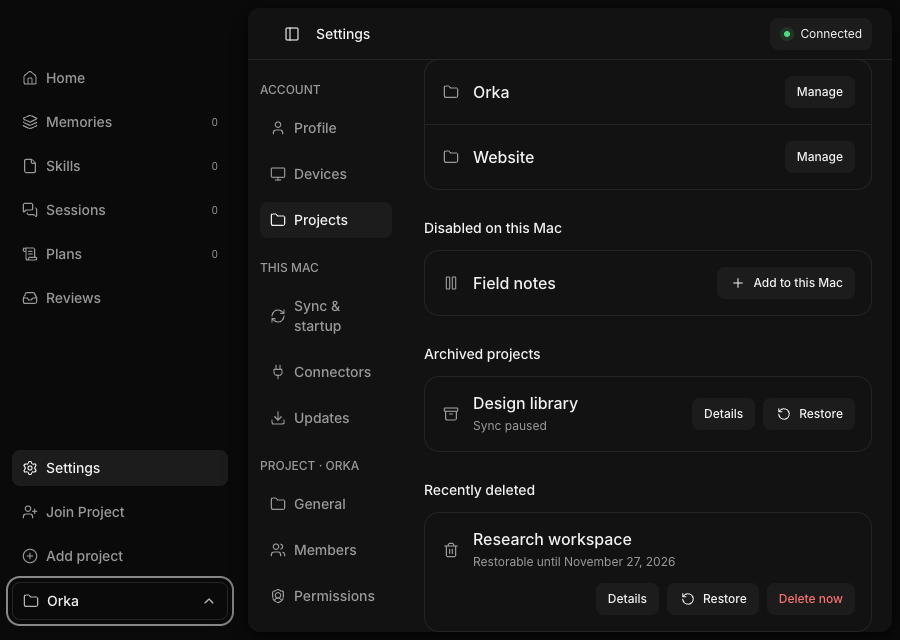 Settings
Connected
Home
Memories 0
Skills 0
Sessions 0
Plans 0
Reviews
Settings
Join Project
Add project
Orka
ACCOUNT
Profile
Devices
Projects
THIS MAC
Sync &
startup
Connectors
Updates
PROJECT · ORKA
General
Members
Permissions
Orka
Manage
Website
Manage
Disabled on this Mac
Field notes
Add to this Mac
Archived projects
Design library
Sync paused
Details
Restore
Recently deleted
Research workspace
Restorable until November 27, 2026
Details
Restore
Delete now